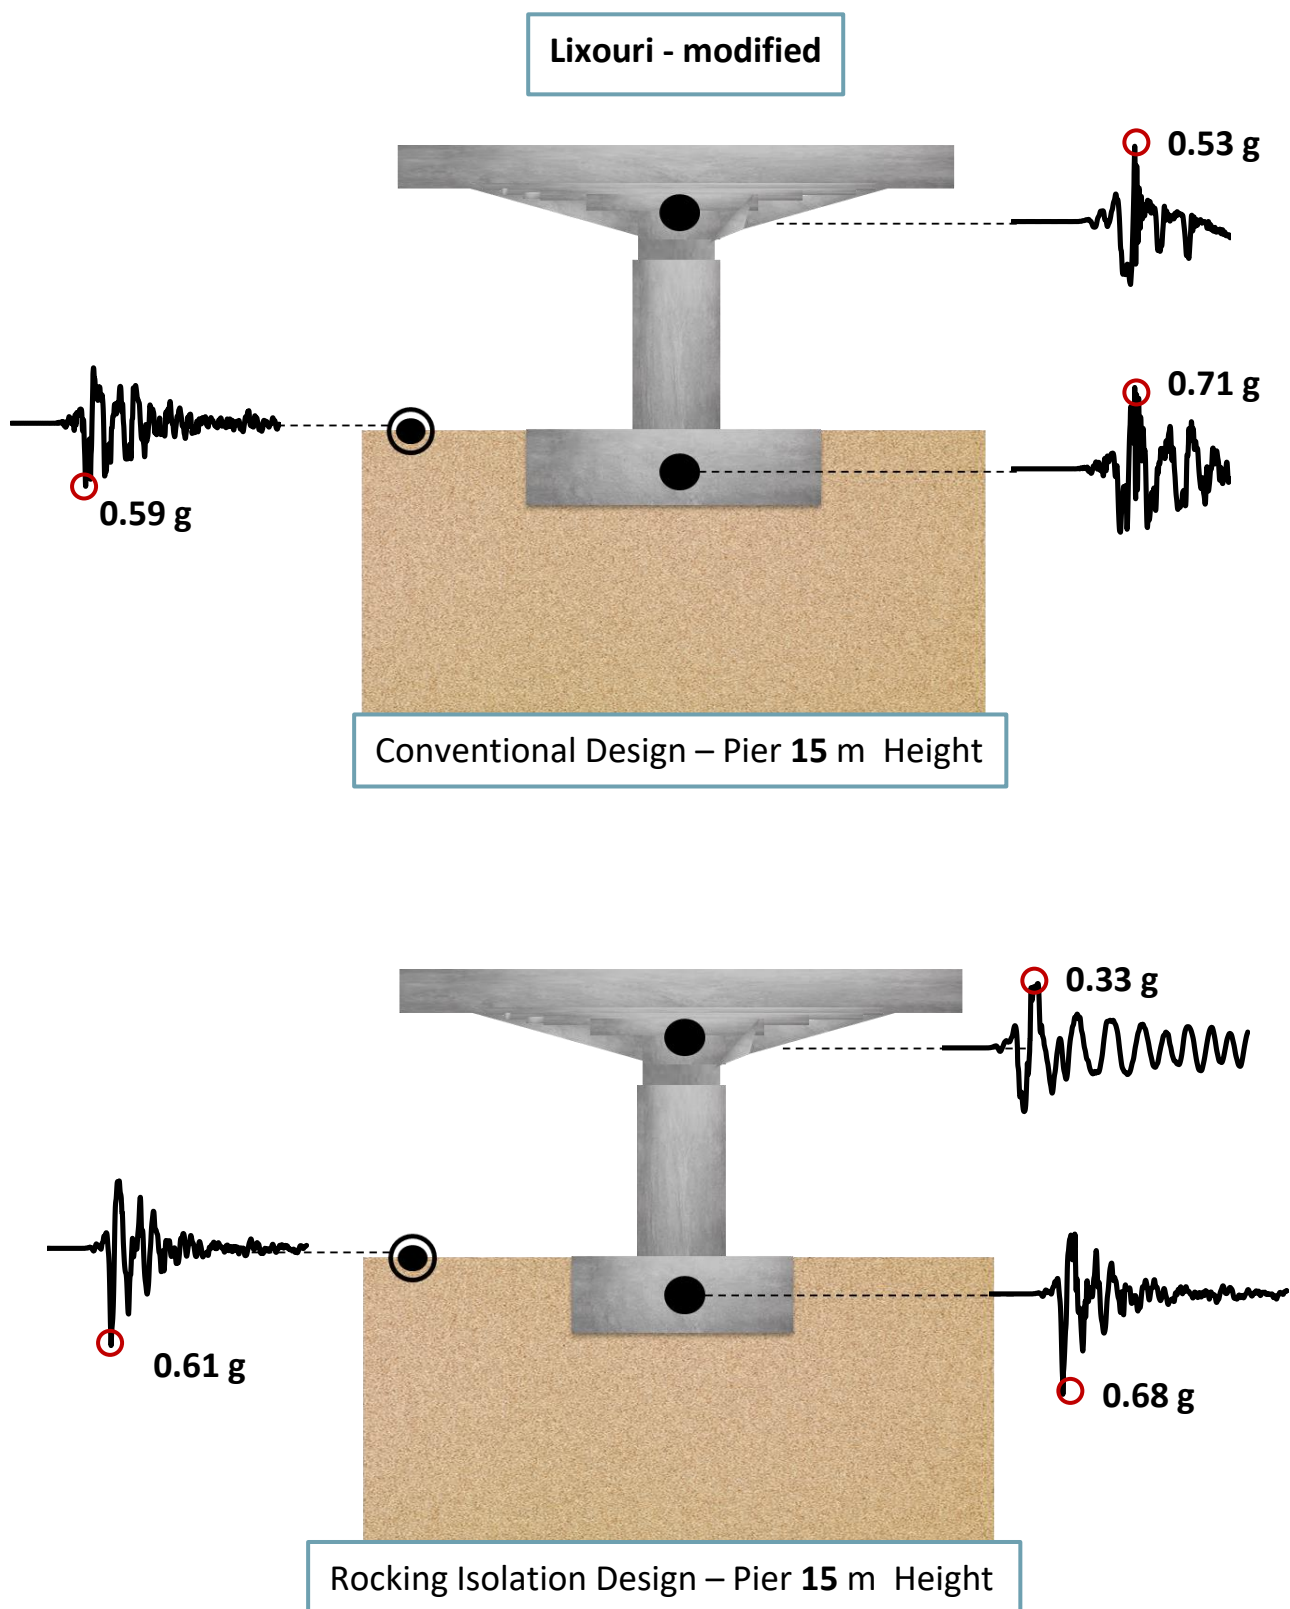 Lixouri - modified
0.53 g
0.71 g
0.59 g
Conventional Design – Pier 15 m Height
0.33 g
0.61 g
0.68 g
Rocking Isolation Design – Pier 15 m Height